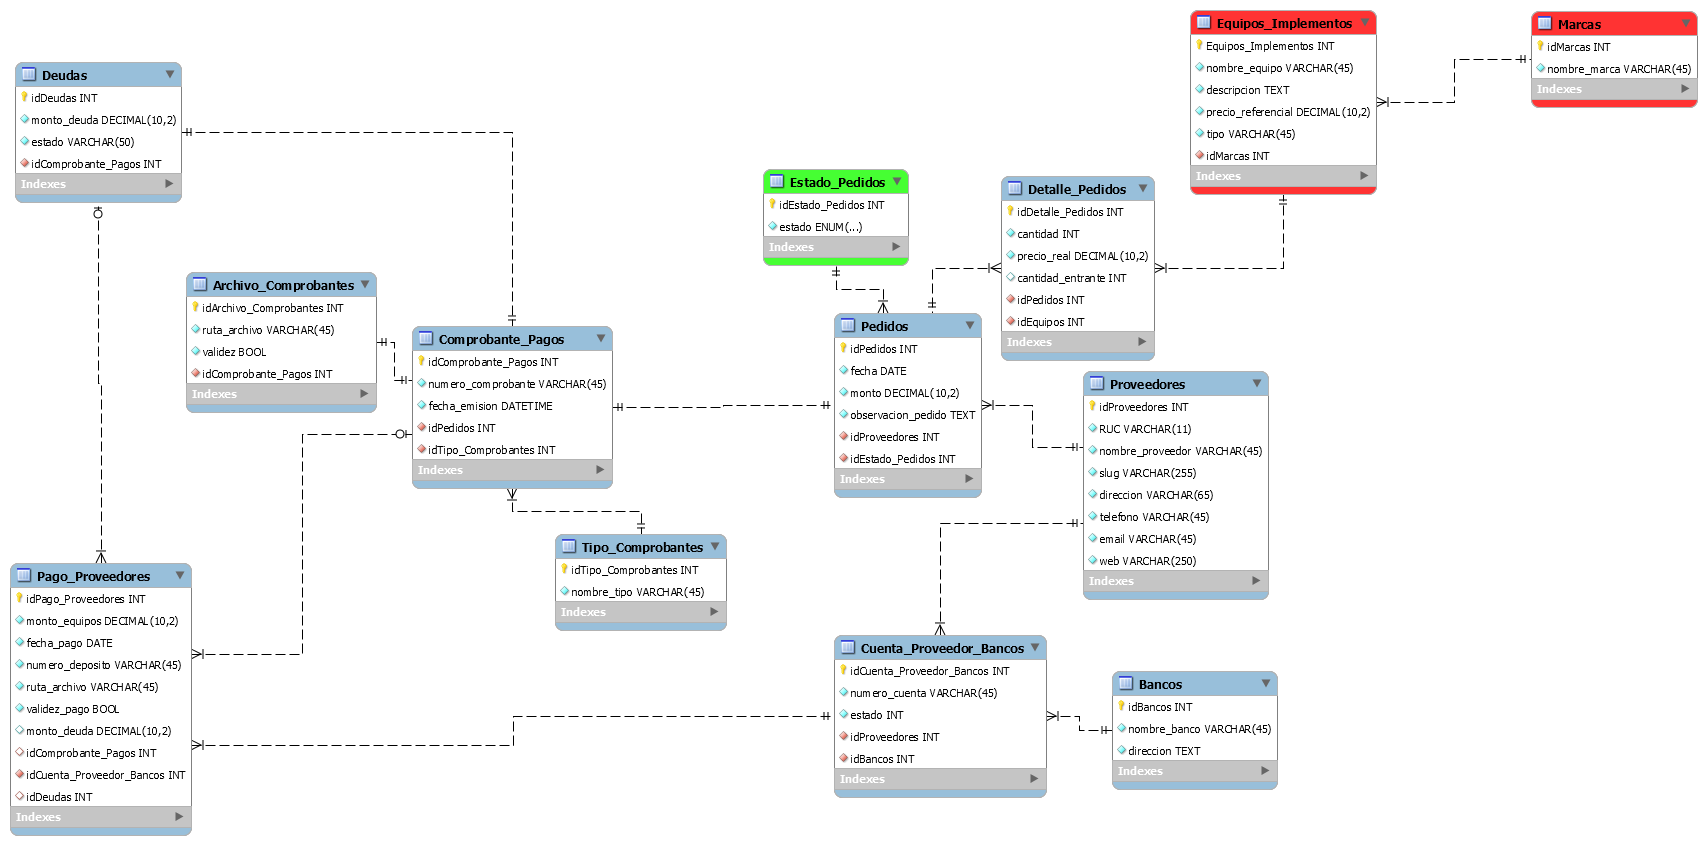 Equipos_Implementos
Equipos_Implementos INT
nombre_equipo VARCHAR(45)
descripcion TEXT
precio_referencial DECIMAL(10,2)
tipo VARCHAR(45)
idMarcas INT
Indexes
Marcas
idMarcas INT
nombre_marca VARCHAR(45)
Indexes
Deudas
idDeudas INT
monto_deuda DECIMAL(10,2)
estado VARCHAR(50)
idComprobante_Pagos INT
Indexes
Estado_Pedidos
idEstado_Pedidos INT
estado ENUM(...)
Indexes
Detalle_Pedidos
idDetalle_Pedidos INT
cantidad INT
precio_real DECIMAL(10,2)
cantidad_entrante INT
idPedidos INT
idEquipos INT
Indexes
Archivo_Comprobantes
idArchivo_Comprobantes INT
ruta_archivo VARCHAR(45)
validez BOOL
idComprobante_Pagos INT
Indexes
Comprobante_Pagos
idComprobante_Pagos INT
numero_comprobante VARCHAR(45)
fecha_emision DATETIME
idPedidos INT
idTipo_Comprobantes INT
Indexes
Pedidos
idPedidos INT
fecha DATE
monto DECIMAL(10,2)
observacion_pedido TEXT
idProveedores INT
idEstado_Pedidos INT
Indexes
Proveedores
idProveedores INT
RUC VARCHAR(11)
nombre_proveedor VARCHAR(45)
slug VARCHAR(255)
direccion VARCHAR(65)
telefono VARCHAR(45)
email VARCHAR(45)
web VARCHAR(250)
Indexes
Tipo_Comprobantes
idTipo_Comprobantes INT
nombre_tipo VARCHAR(45)
Indexes
Pago_Proveedores
idPago_Proveedores INT
monto_equipos DECIMAL(10,2)
fecha_pago DATE
numero_deposito VARCHAR(45)
ruta_archivo VARCHAR(45)
validez_pago BOOL
monto_deuda DECIMAL(10,2)
idComprobante_Pagos INT
idCuenta_Proveedor_Bancos INT
idDeudas INT
Indexes
Cuenta_Proveedor_Bancos
idCuenta_Proveedor_Bancos INT
numero_cuenta VARCHAR(45)
estado INT
idProveedores INT
idBancos INT
Indexes
Bancos
idBancos INT
nombre_banco VARCHAR(45)
direccion TEXT
Indexes